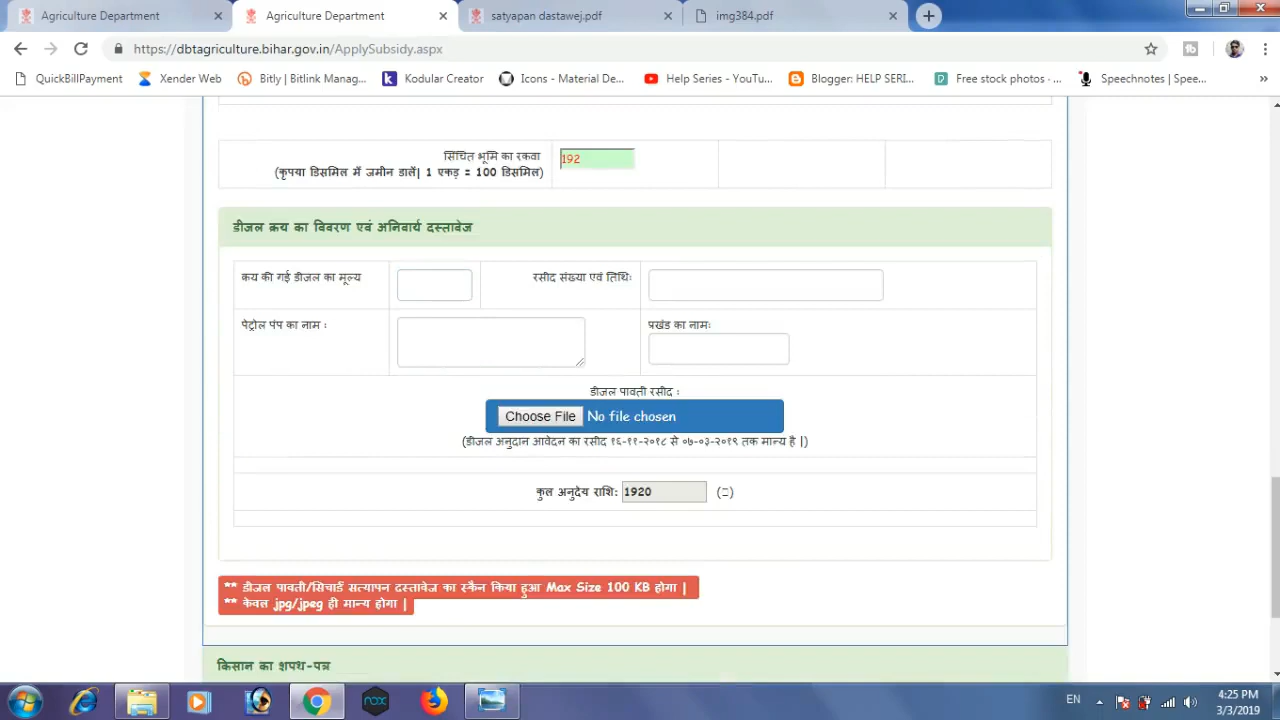 Agriculture Department
Agriculture Department
satyapan dastawej.pdf
img384.pdf
https://dbtagriculture.bihar.gov.in/ApplySubsidy.aspx
QuickBillPayment
Xender Web
Bitly | Bitlink Manag...
Kodular Creator
Icons - Material De...
Help Series - YouTu...
Blogger HELP SERI...
Free stock photos · ...
Speechnotes | Spee...
»
सिंचित भूमि का रकवा
192
(कृपया डिसमिल में जमीन डालें| 1 एकड़ = 100 डिसमिल)
डीजल क्रय का विवरण एवं अनिवार्य दस्तावेज
कय की गई डीजल का मूल्य
रसीद संख्या एवं तिथि:
पेट्रोल पंप का नाम :
पखंड का नामः
डीजल पावती रसीद :
Choose File No file chosen
(डीजल अनुदान आवेदन का रसीद १६-११-२०१८ से ०७-०३-२०१९ तक मान्य है |)
कुल अनुदेय राशि: 1920
** डीजल पावती/सिचाई सत्यापन दस्तावेज का स्कैन किया हुआ Max Size 100 KB होगा |
** केवल jpg/jpeg ही मान्य होगा |
किसान का शपथ-पत्र
EN
4:25 PM
3/3/2019